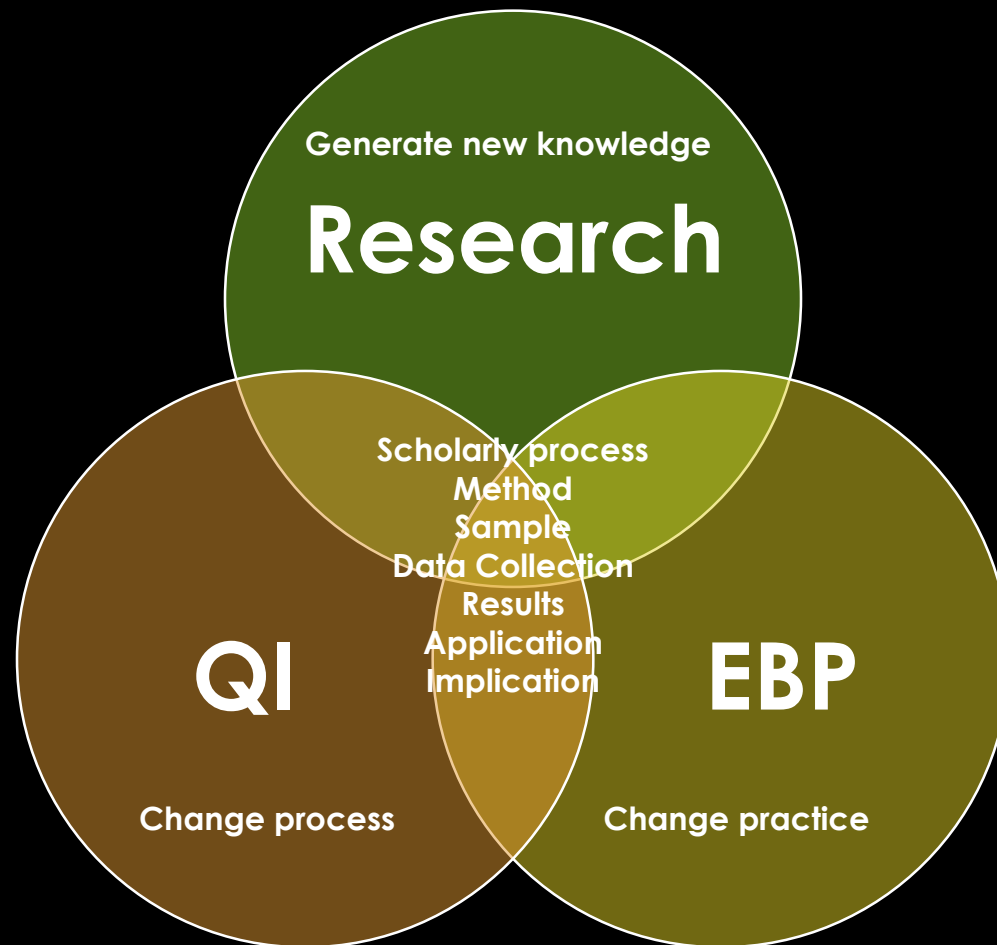 Generate new knowledge
Research
Scholarly process
Method
Sample
Data Collection
Results
Application
Implication
QI
EBP
Change process
Change practice